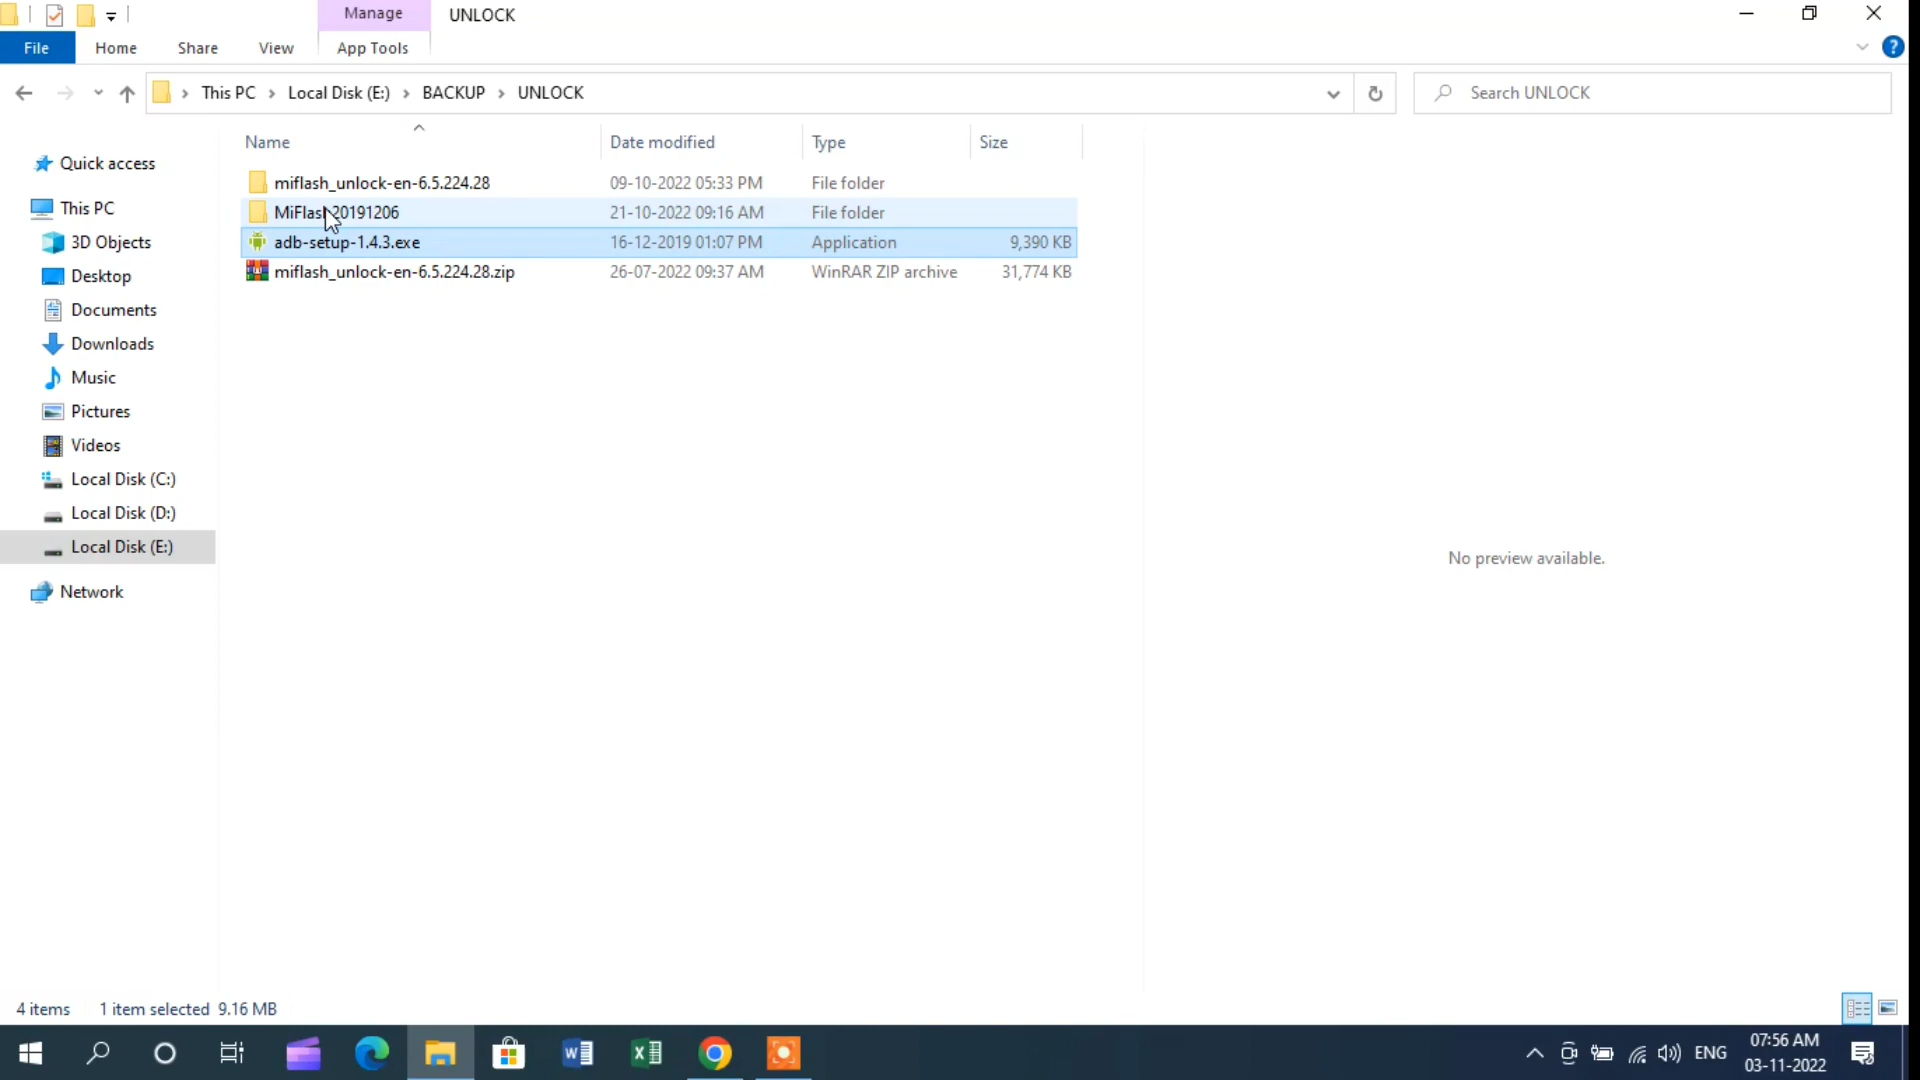 Manage
UNLOCK
File
Home
Share
View
App Tools
?
This PC
Local Disk (E:)
BACKUP
UNLOCK
Search UNLOCK
Name
Date modified
Type
Size
Quick access
This PC
3D Objects
Desktop
Documents
Downloads
Music
Pictures
Videos
Local Disk (C:)
Local Disk (D:)
Local Disk (E:)
Network
miflash_unlock-en-6.5.224.28 09-10-2022 05:33 PM File folder
MiFlash20191206 21-10-2022 09:16 AM File folder
adb-setup-1.4.3.exe 16-12-2019 01:07 PM Application 9,390 KB
miflash_unlock-en-6.5.224.28.zip 26-07-2022 09:37 AM WinRAR ZIP archive 31,774 KB
No preview available.
4 items 1 item selected 9.16 MB
ENG
07:56 AM
03-11-2022